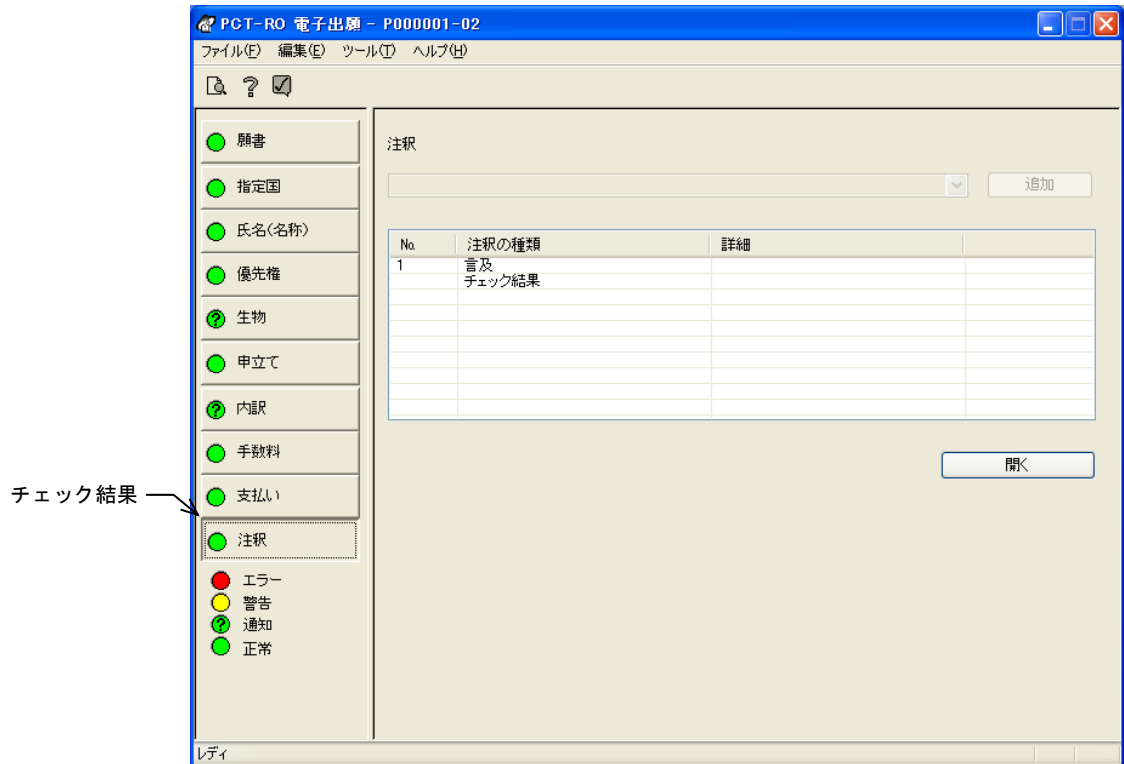 PCT-RO 電子出願 - P000001-02
ファイル(F) 編集(E) ツール(T) ヘルプ(H)
願書
指定国
氏名(名称)
優先権
生物
申立て
内訳
手数料
支払い
注釈
エラー
警告
通知
正常
注釈
追加
No. 注釈の種類 詳細
1 言及
チェック結果
開く
チェック結果
レディ